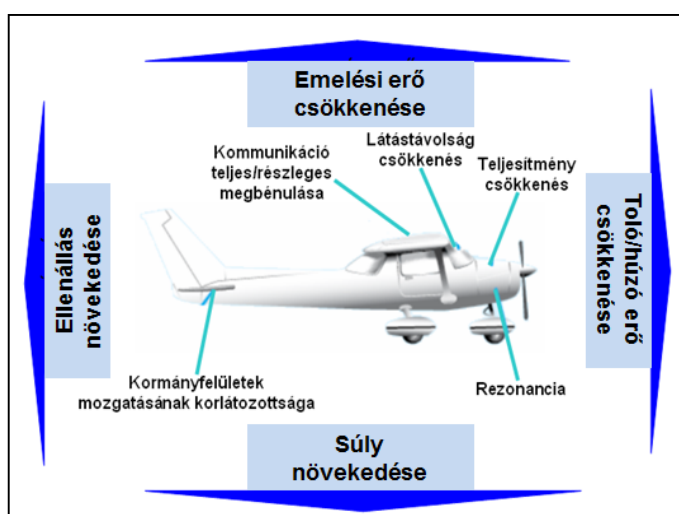 Emelési erő
csökkenése
Látástávolság
csökkenés
Kommunikáció
teljes/részleges
megbénulása
Teljesítmény
csökkenés
Ellenállás
növekedése
Toló/húzó erő
csökkenése
Kormányfelületek
mozgatásának korlátozottsága
Rezonancia
Súly
növekedése